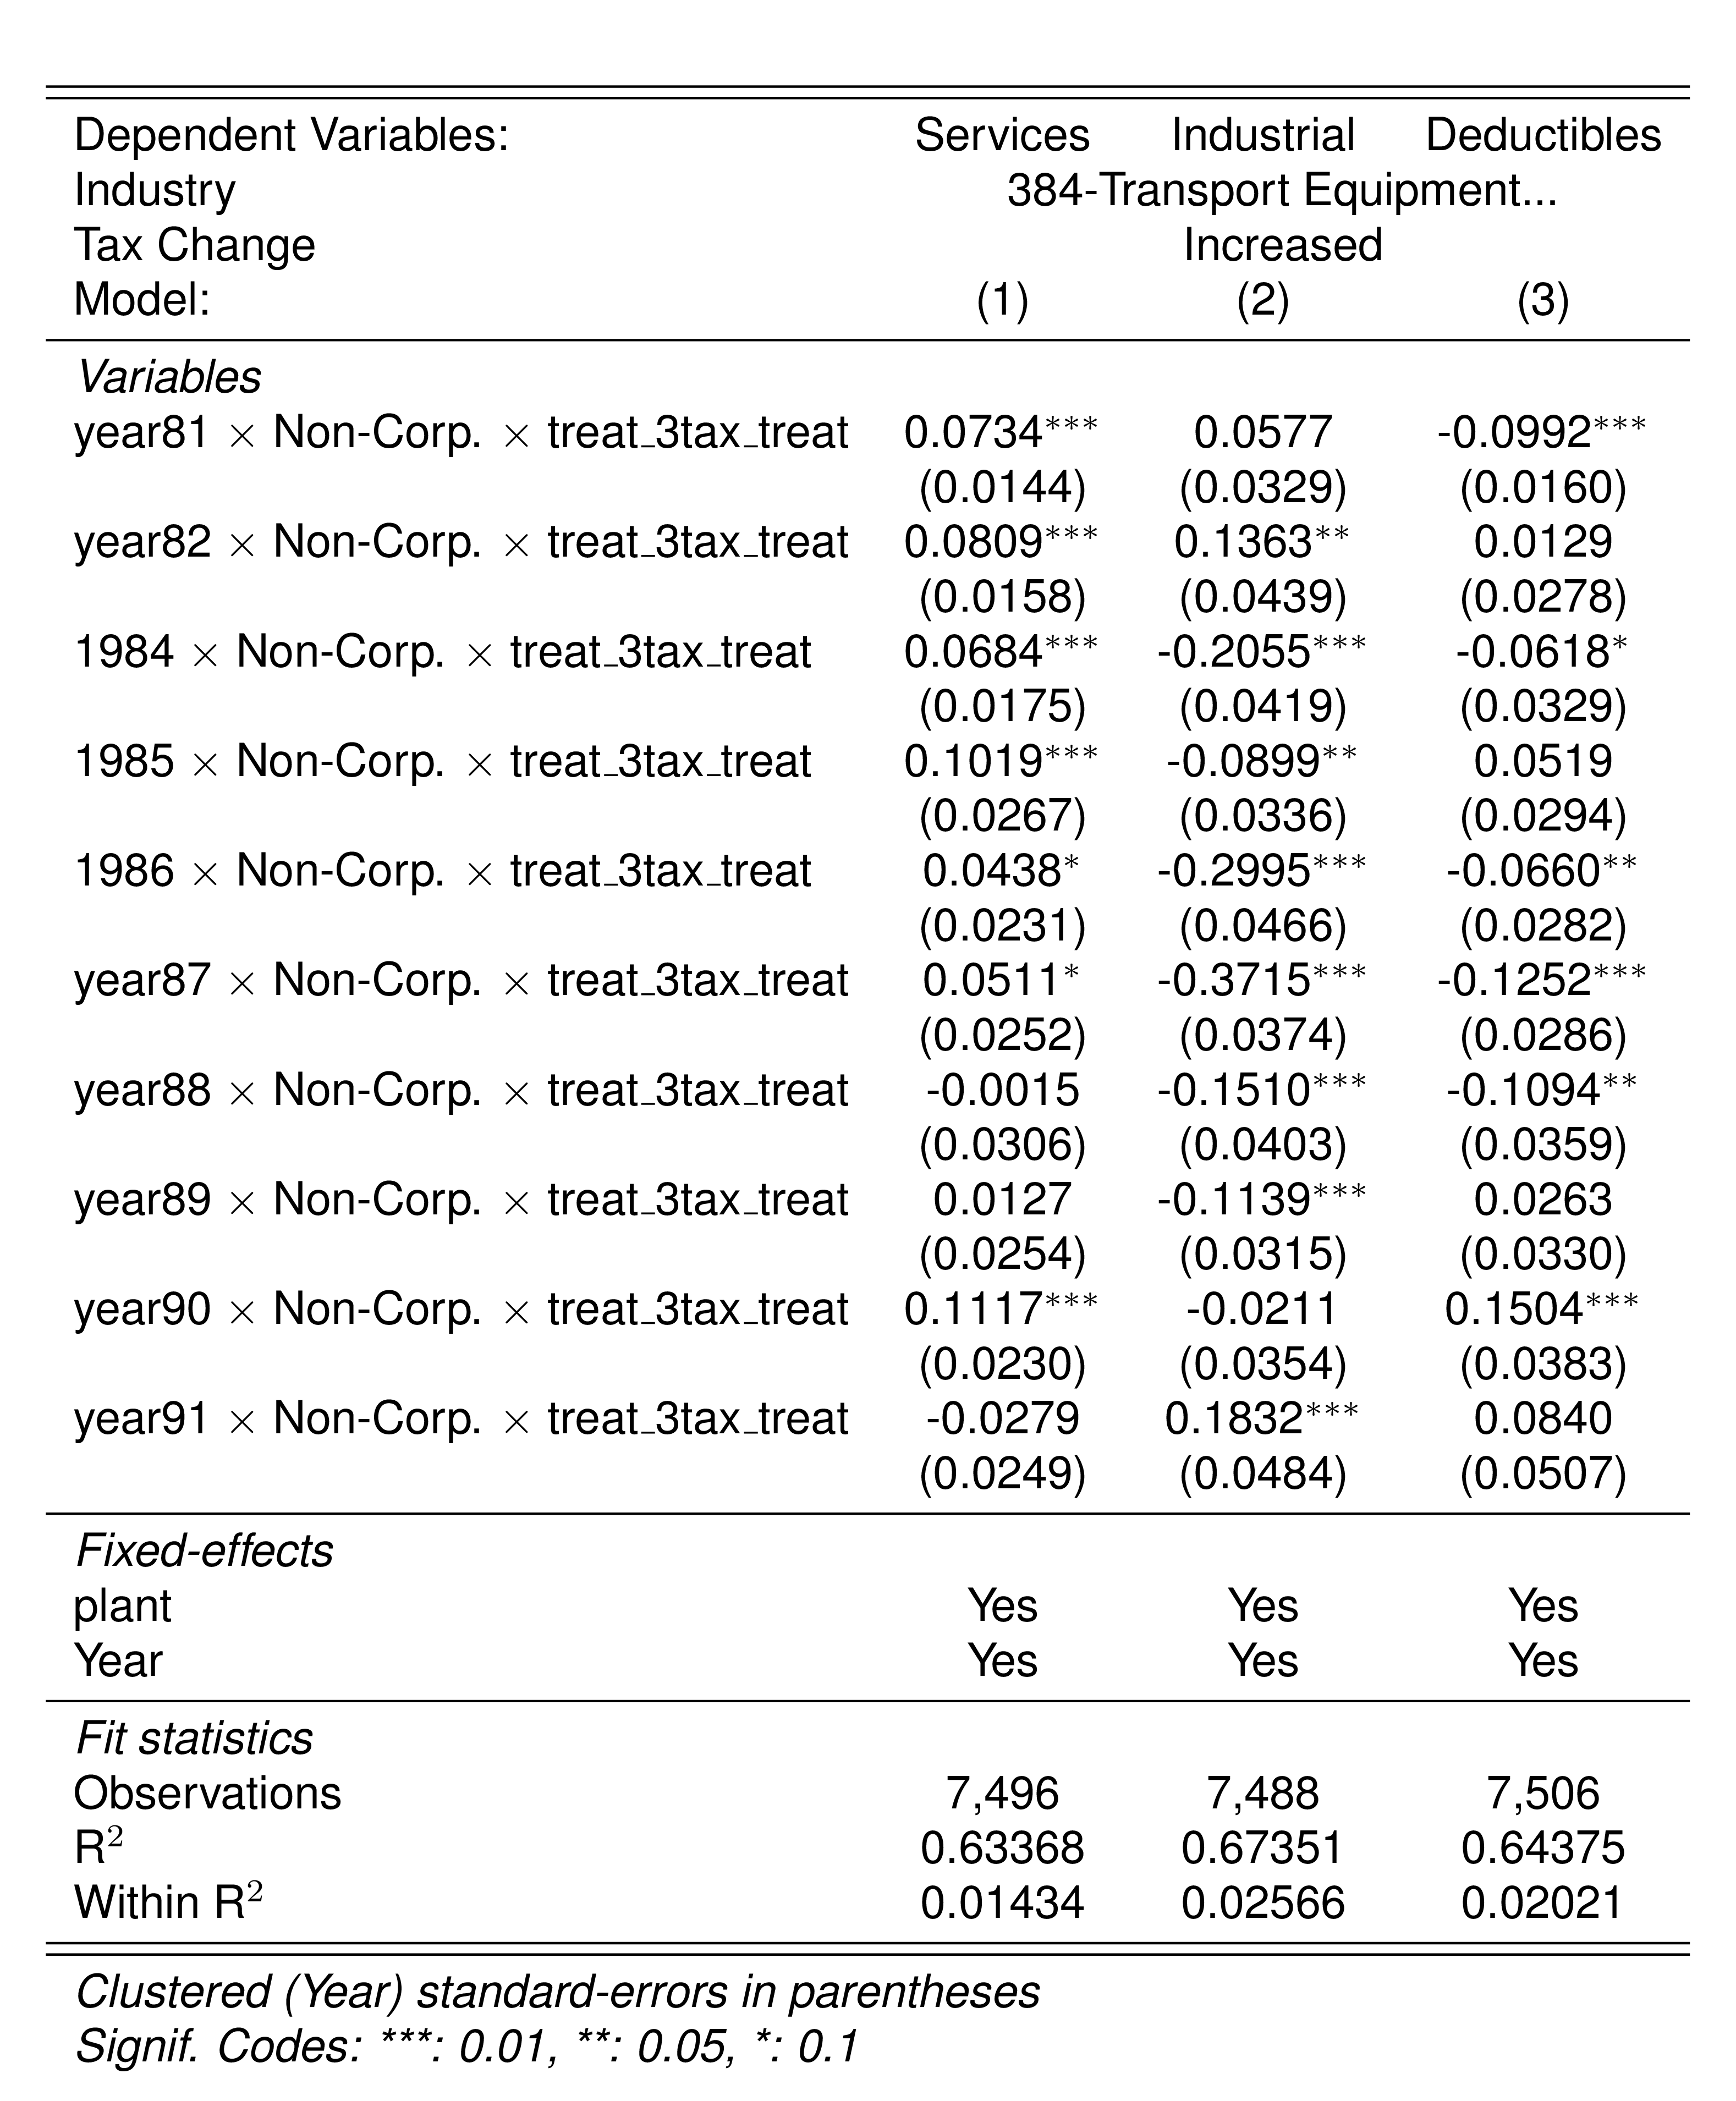 Dependent Variables: Services Industrial Deductibles
Industry 384-Transport Equipment...
Tax Change Increased
Model: (1) (2) (3)
Variables
year81 × Non-Corp. × treat_3tax_treat 0.0734*** 0.0577 -0.0992***
(0.0144) (0.0329) (0.0160)
year82 × Non-Corp. × treat_3tax_treat 0.0809*** 0.1363** 0.0129
(0.0158) (0.0439) (0.0278)
1984 × Non-Corp. × treat_3tax_treat 0.0684*** -0.2055*** -0.0618*
(0.0175) (0.0419) (0.0329)
1985 × Non-Corp. × treat_3tax_treat 0.1019*** -0.0899** 0.0519
(0.0267) (0.0336) (0.0294)
1986 × Non-Corp. × treat_3tax_treat 0.0438* -0.2995*** -0.0660**
(0.0231) (0.0466) (0.0282)
year87 × Non-Corp. × treat_3tax_treat 0.0511* -0.3715*** -0.1252***
(0.0252) (0.0374) (0.0286)
year88 × Non-Corp. × treat_3tax_treat -0.0015 -0.1510*** -0.1094**
(0.0306) (0.0403) (0.0359)
year89 × Non-Corp. × treat_3tax_treat 0.0127 -0.1139*** 0.0263
(0.0254) (0.0315) (0.0330)
year90 × Non-Corp. × treat_3tax_treat 0.1117*** -0.0211 0.1504***
(0.0230) (0.0354) (0.0383)
year91 × Non-Corp. × treat_3tax_treat -0.0279 0.1832*** 0.0840
(0.0249) (0.0484) (0.0507)
Fixed-effects
plant Yes Yes Yes
Year Yes Yes Yes
Fit statistics
Observations 7,496 7,488 7,506
R² 0.63368 0.67351 0.64375
Within R² 0.01434 0.02566 0.02021
Clustered (Year) standard-errors in parentheses
Signif. Codes: ***: 0.01, **: 0.05, *: 0.1